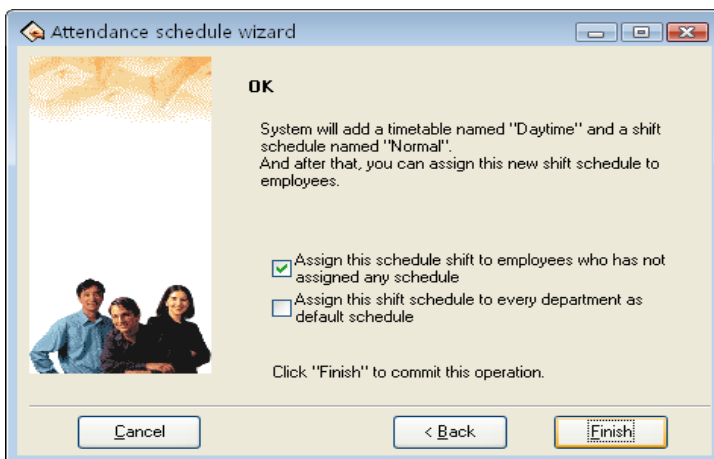 Attendance schedule wizard
OK
System will add a timetable named "Daytime" and a shift
schedule named "Normal".
And after that, you can assign this new shift schedule to
employees.
Assign this schedule shift to employees who has not
assigned any schedule
Assign this shift schedule to every department as
default schedule
Click "Finish" to commit this operation.
Cancel
< Back
Finish